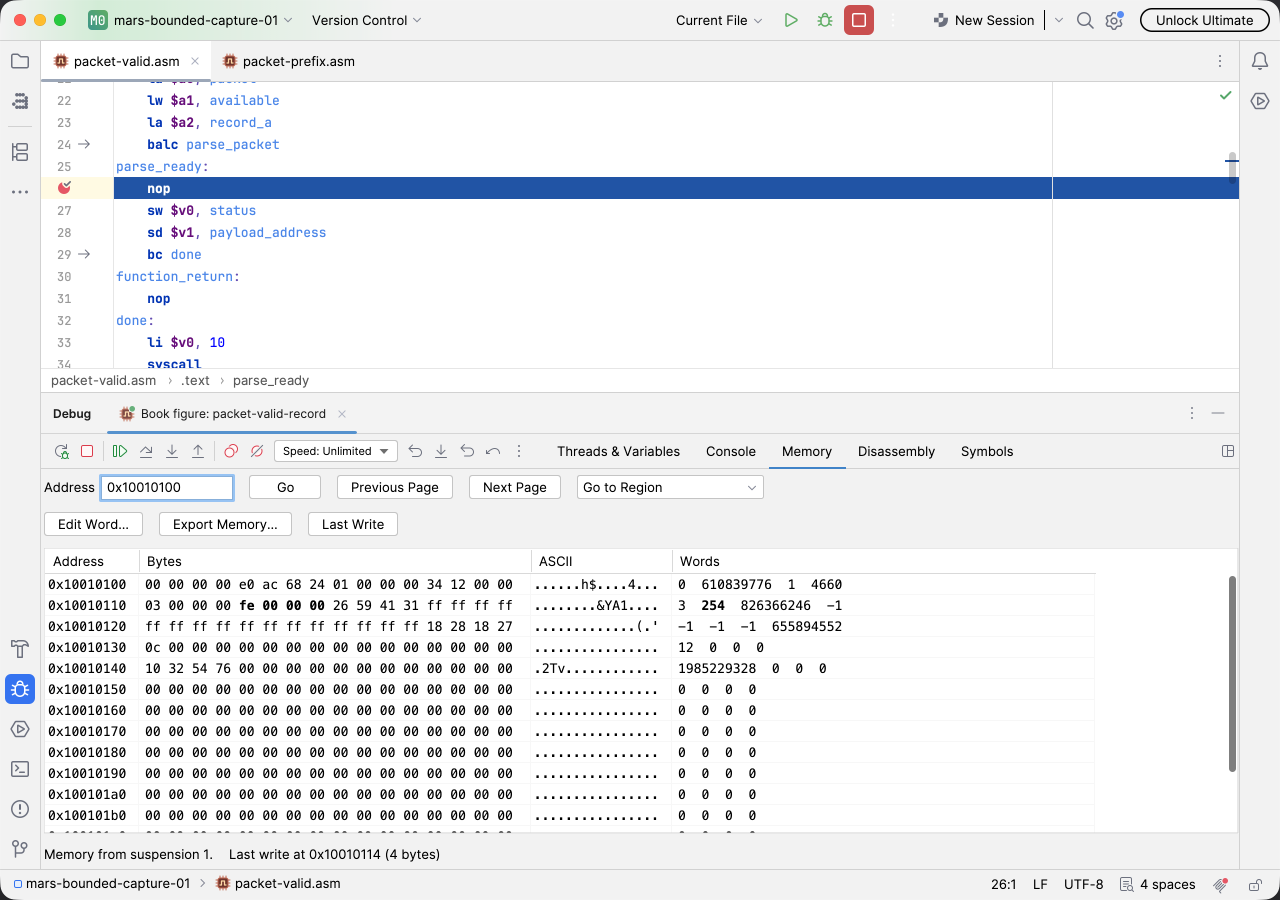 M0 mars-bounded-capture-01 Version Control Current File New Session Unlock Ultimate
packet-valid.asm packet-prefix.asm
22 lw $a1, available
23 la $a2, record_a
24 balc parse_packet
25 parse_ready:
nop
27 sw $v0, status
28 sd $v1, payload_address
29 bc done
30 function_return:
31 nop
32 done:
33 li $v0, 10
34 syscall
packet-valid.asm › .text › parse_ready
Debug Book figure: packet-valid-record
Speed: Unlimited Threads & Variables Console Memory Disassembly Symbols
Address 0x10010100 Go Previous Page Next Page Go to Region
Edit Word... Export Memory... Last Write
Address Bytes ASCII Words
0x10010100 00 00 00 00 e0 ac 68 24 01 00 00 00 34 12 00 00 ......h$....4... 0 610839776 1 4660
0x10010110 03 00 00 00 fe 00 00 00 26 59 41 31 ff ff ff ff ........&YA1.... 3 254 826366246 -1
0x10010120 ff ff ff ff ff ff ff ff ff ff ff ff 18 28 18 27 .............(.' -1 -1 -1 655894552
0x10010130 0c 00 00 00 00 00 00 00 00 00 00 00 00 00 00 00 ................ 12 0 0 0
0x10010140 10 32 54 76 00 00 00 00 00 00 00 00 00 00 00 00 .2Tv............ 1985229328 0 0 0
0x10010150 00 00 00 00 00 00 00 00 00 00 00 00 00 00 00 00 ................ 0 0 0 0
0x10010160 00 00 00 00 00 00 00 00 00 00 00 00 00 00 00 00 ................ 0 0 0 0
0x10010170 00 00 00 00 00 00 00 00 00 00 00 00 00 00 00 00 ................ 0 0 0 0
0x10010180 00 00 00 00 00 00 00 00 00 00 00 00 00 00 00 00 ................ 0 0 0 0
0x10010190 00 00 00 00 00 00 00 00 00 00 00 00 00 00 00 00 ................ 0 0 0 0
0x100101a0 00 00 00 00 00 00 00 00 00 00 00 00 00 00 00 00 ................ 0 0 0 0
0x100101b0 00 00 00 00 00 00 00 00 00 00 00 00 00 00 00 00 ................ 0 0 0 0
Memory from suspension 1. Last write at 0x10010114 (4 bytes)
mars-bounded-capture-01 › packet-valid.asm 26:1 LF UTF-8 4 spaces